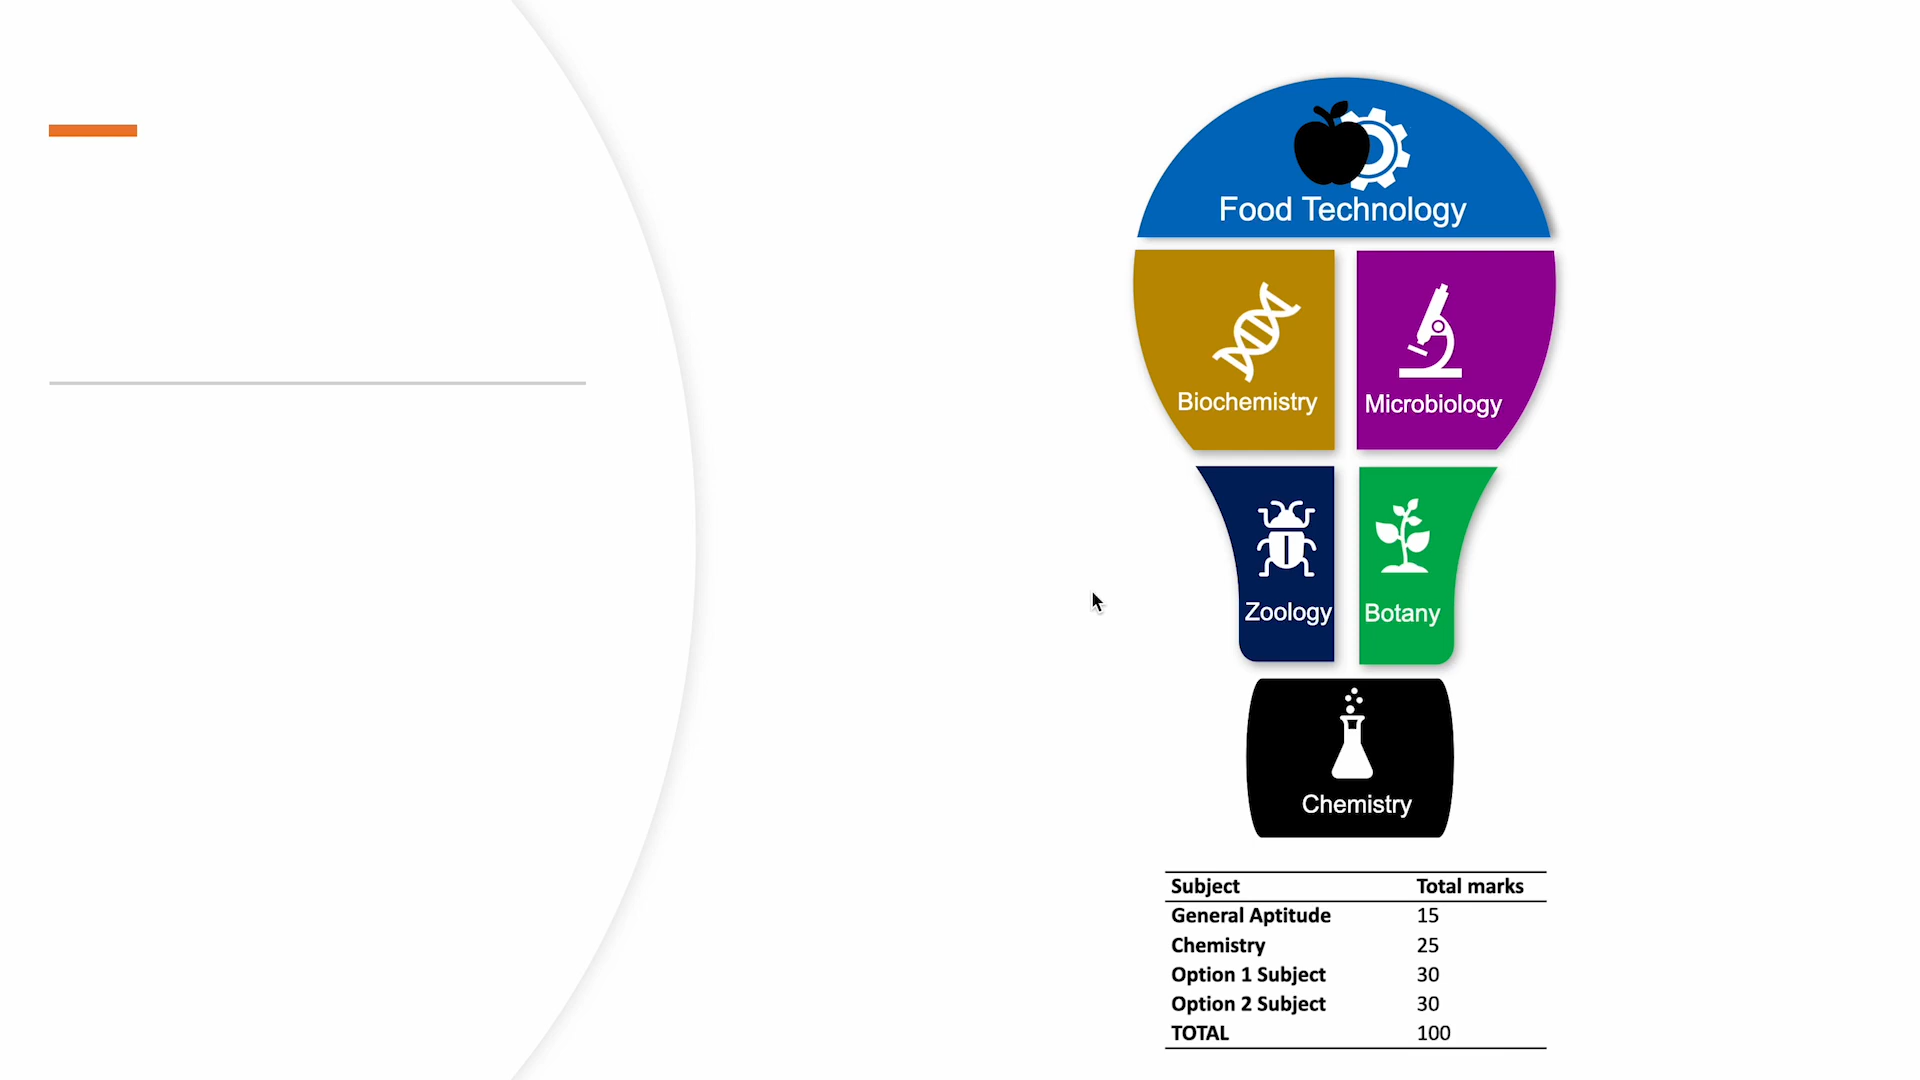 Food Technology
Biochemistry
Microbiology
Zoology
Botany
Chemistry
Subject Total marks
General Aptitude 15
Chemistry 25
Option 1 Subject 30
Option 2 Subject 30
TOTAL 100